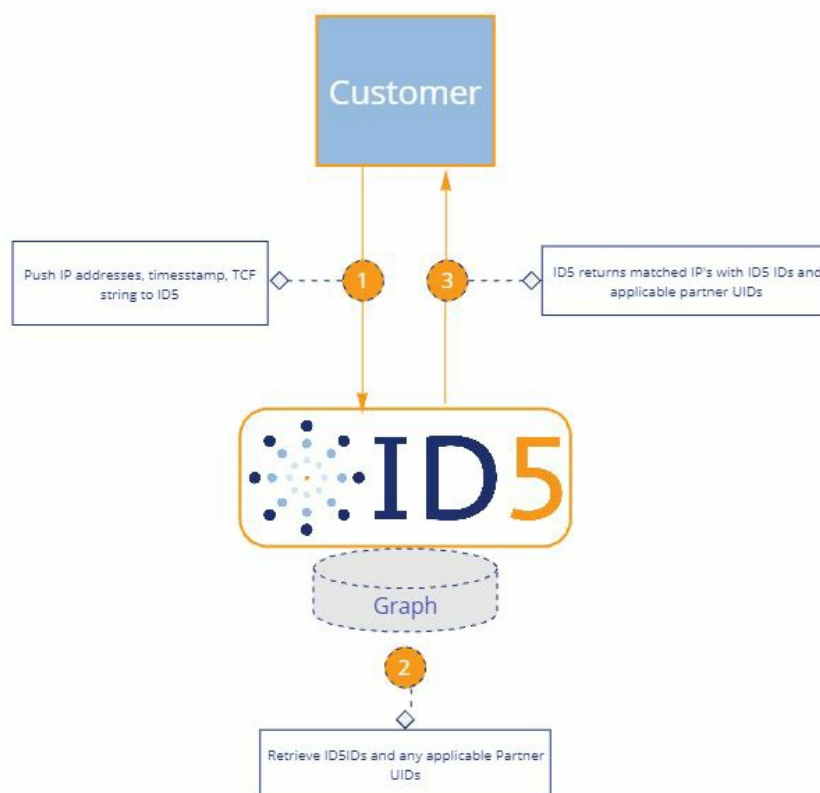 Customer
Push IP addresses, timesstamp, TCF
string to ID5
1
3
ID5 returns matched IP's with ID5 IDs and
applicable partner UIDs
ID5
Graph
2
Retrieve ID5IDs and any applicable Partner
UIDs